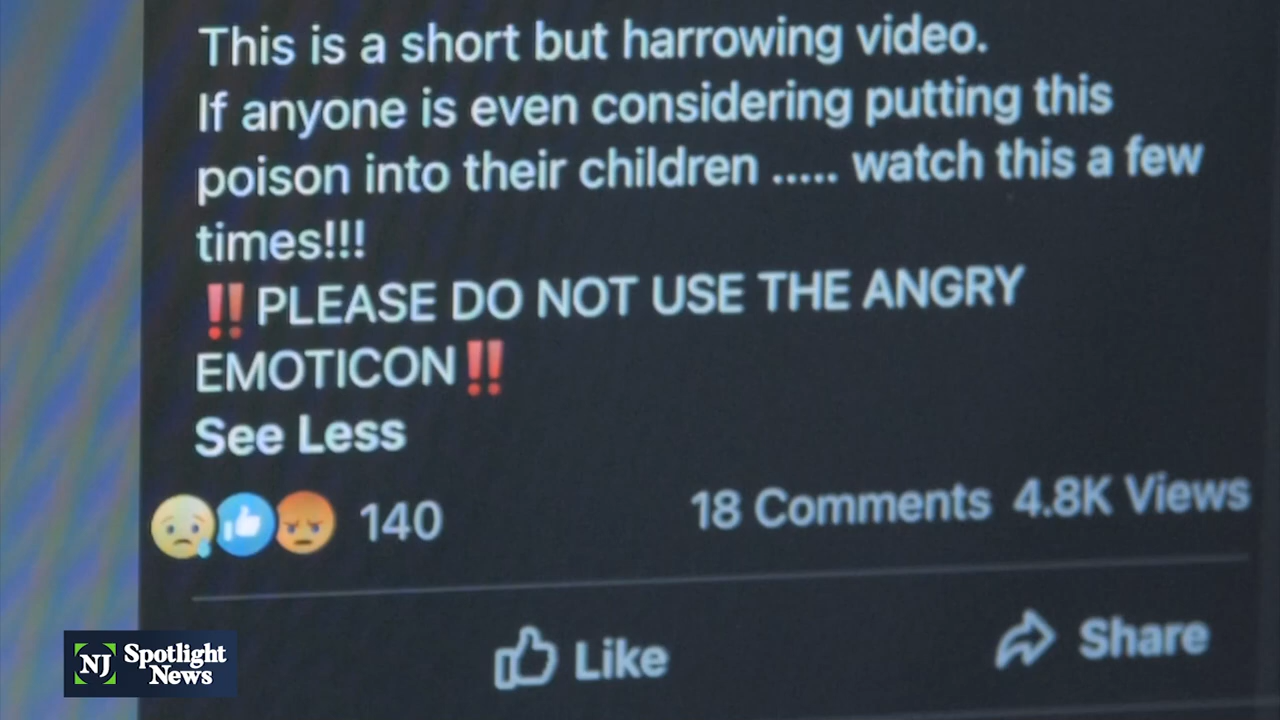 This is a short but harrowing video.
If anyone is even considering putting this
poison into their children ..... watch this a few
times!!!
‼️PLEASE DO NOT USE THE ANGRY
EMOTICON‼️
See Less
140
18 Comments 4.8K Views
Like
Share
NJ
Spotlight
News